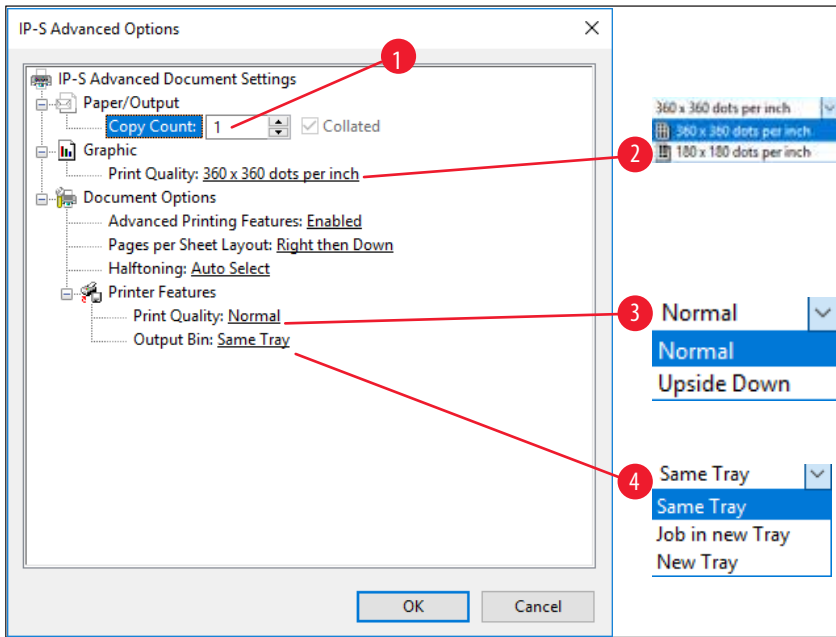 IP-S Advanced Options
1
IP-S Advanced Document Settings
Paper/Output
Copy Count: 1 Collated
Graphic
Print Quality: 360 x 360 dots per inch
Document Options
Advanced Printing Features: Enabled
Pages per Sheet Layout: Right then Down
Halftoning: Auto Select
Printer Features
Print Quality: Normal
Output Bin: Same Tray
OK
Cancel
2
360 x 360 dots per inch
360 x 360 dots per inch
180 x 180 dots per inch
3
Normal
Normal
Upside Down
4
Same Tray
Same Tray
Job in new Tray
New Tray